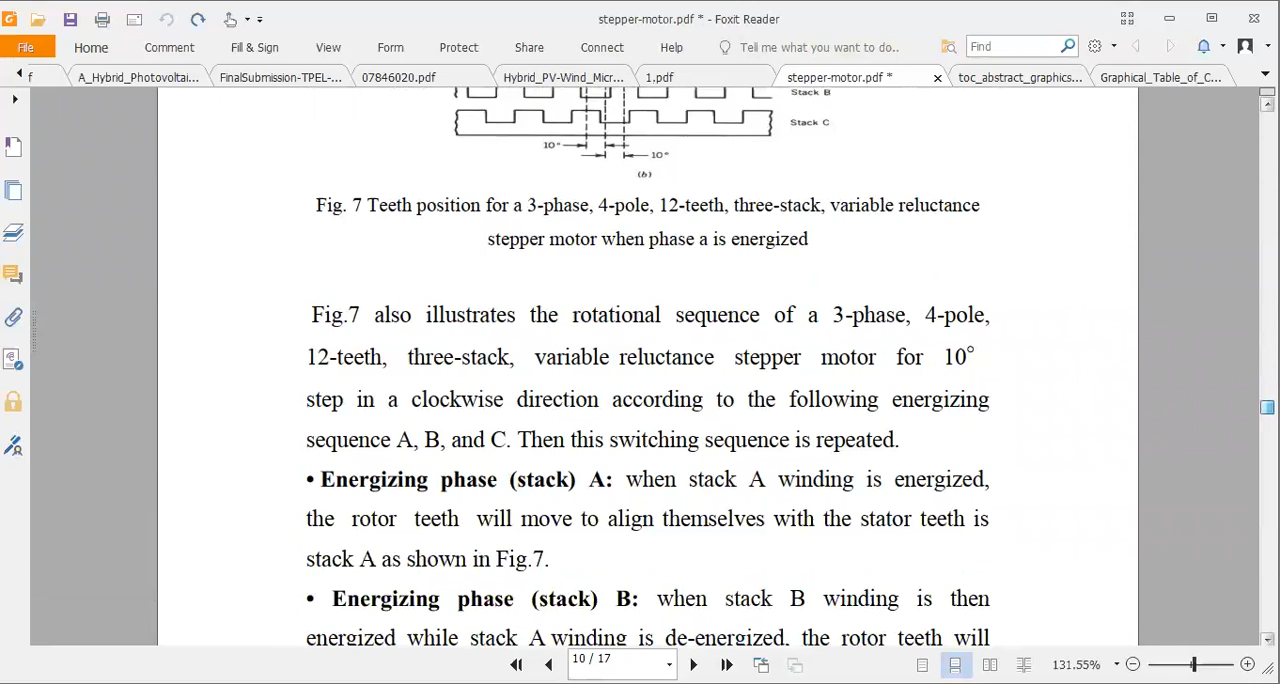 stepper-motor.pdf * - Foxit Reader
File Home Comment Fill & Sign View Form Protect Share Connect Help Tell me what you want to do.. Find
f A_Hybrid_Photovoltai... FinalSubmission-TPEL-... 07846020.pdf Hybrid_PV-Wind_Micr... 1.pdf stepper-motor.pdf * toc_abstract_graphics... Graphical_Table_of_C...
Stack B
Stack C
10° 10°
(b)
Fig. 7 Teeth position for a 3-phase, 4-pole, 12-teeth, three-stack, variable reluctance
stepper motor when phase a is energized
Fig.7 also illustrates the rotational sequence of a 3-phase, 4-pole,
12-teeth, three-stack, variable reluctance stepper motor for 10°
step in a clockwise direction according to the following energizing
sequence A, B, and C. Then this switching sequence is repeated.
• Energizing phase (stack) A: when stack A winding is energized,
the rotor teeth will move to align themselves with the stator teeth is
stack A as shown in Fig.7.
• Energizing phase (stack) B: when stack B winding is then
energized while stack A winding is de-energized, the rotor teeth will
10 / 17 131.55%